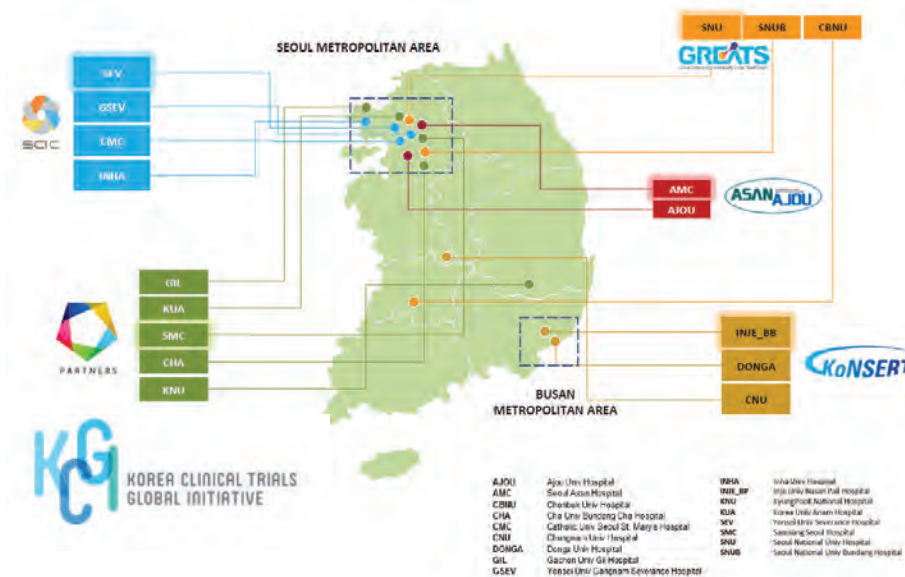 SEOUL METROPOLITAN AREA
SNU
SNUB
CBNU
GREATS
SEV
GSEV
CMC
INHA
AMC
AJOU
ASAN
AJOU
GIL
KUA
SMC
CHA
KNU
PARTNERS
INJE_BB
DONGA
CNU
KoNSERT
BUSAN
METROPOLITAN AREA
KCGI
KOREA CLINICAL TRIALS
GLOBAL INITIATIVE
AJOU Ajou Univ Hospital
AMC Seoul Asan Hospital
CBNU Chonbuk Univ Hospital
CHA Cha Univ Bundang Cha Hospital
CMC Catholic Univ Seoul St. Mary's Hospital
CNU Chungnam Univ Hospital
DONGA Donga Univ Hospital
GIL Gachon Univ Gil Hospital
GSEV Yonsei Univ Gangnam Severance Hospital
INHA Inha Univ Hospital
INJE_BP Inje Univ Busan Paik Hospital
KNU Kyungpook National Hospital
KUA Korea Univ Anam Hospital
SEV Yonsei Univ Severance Hospital
SMC Samsung Seoul Hospital
SNU Seoul National Univ Hospital
SNUB Seoul National Univ Bundang Hospital